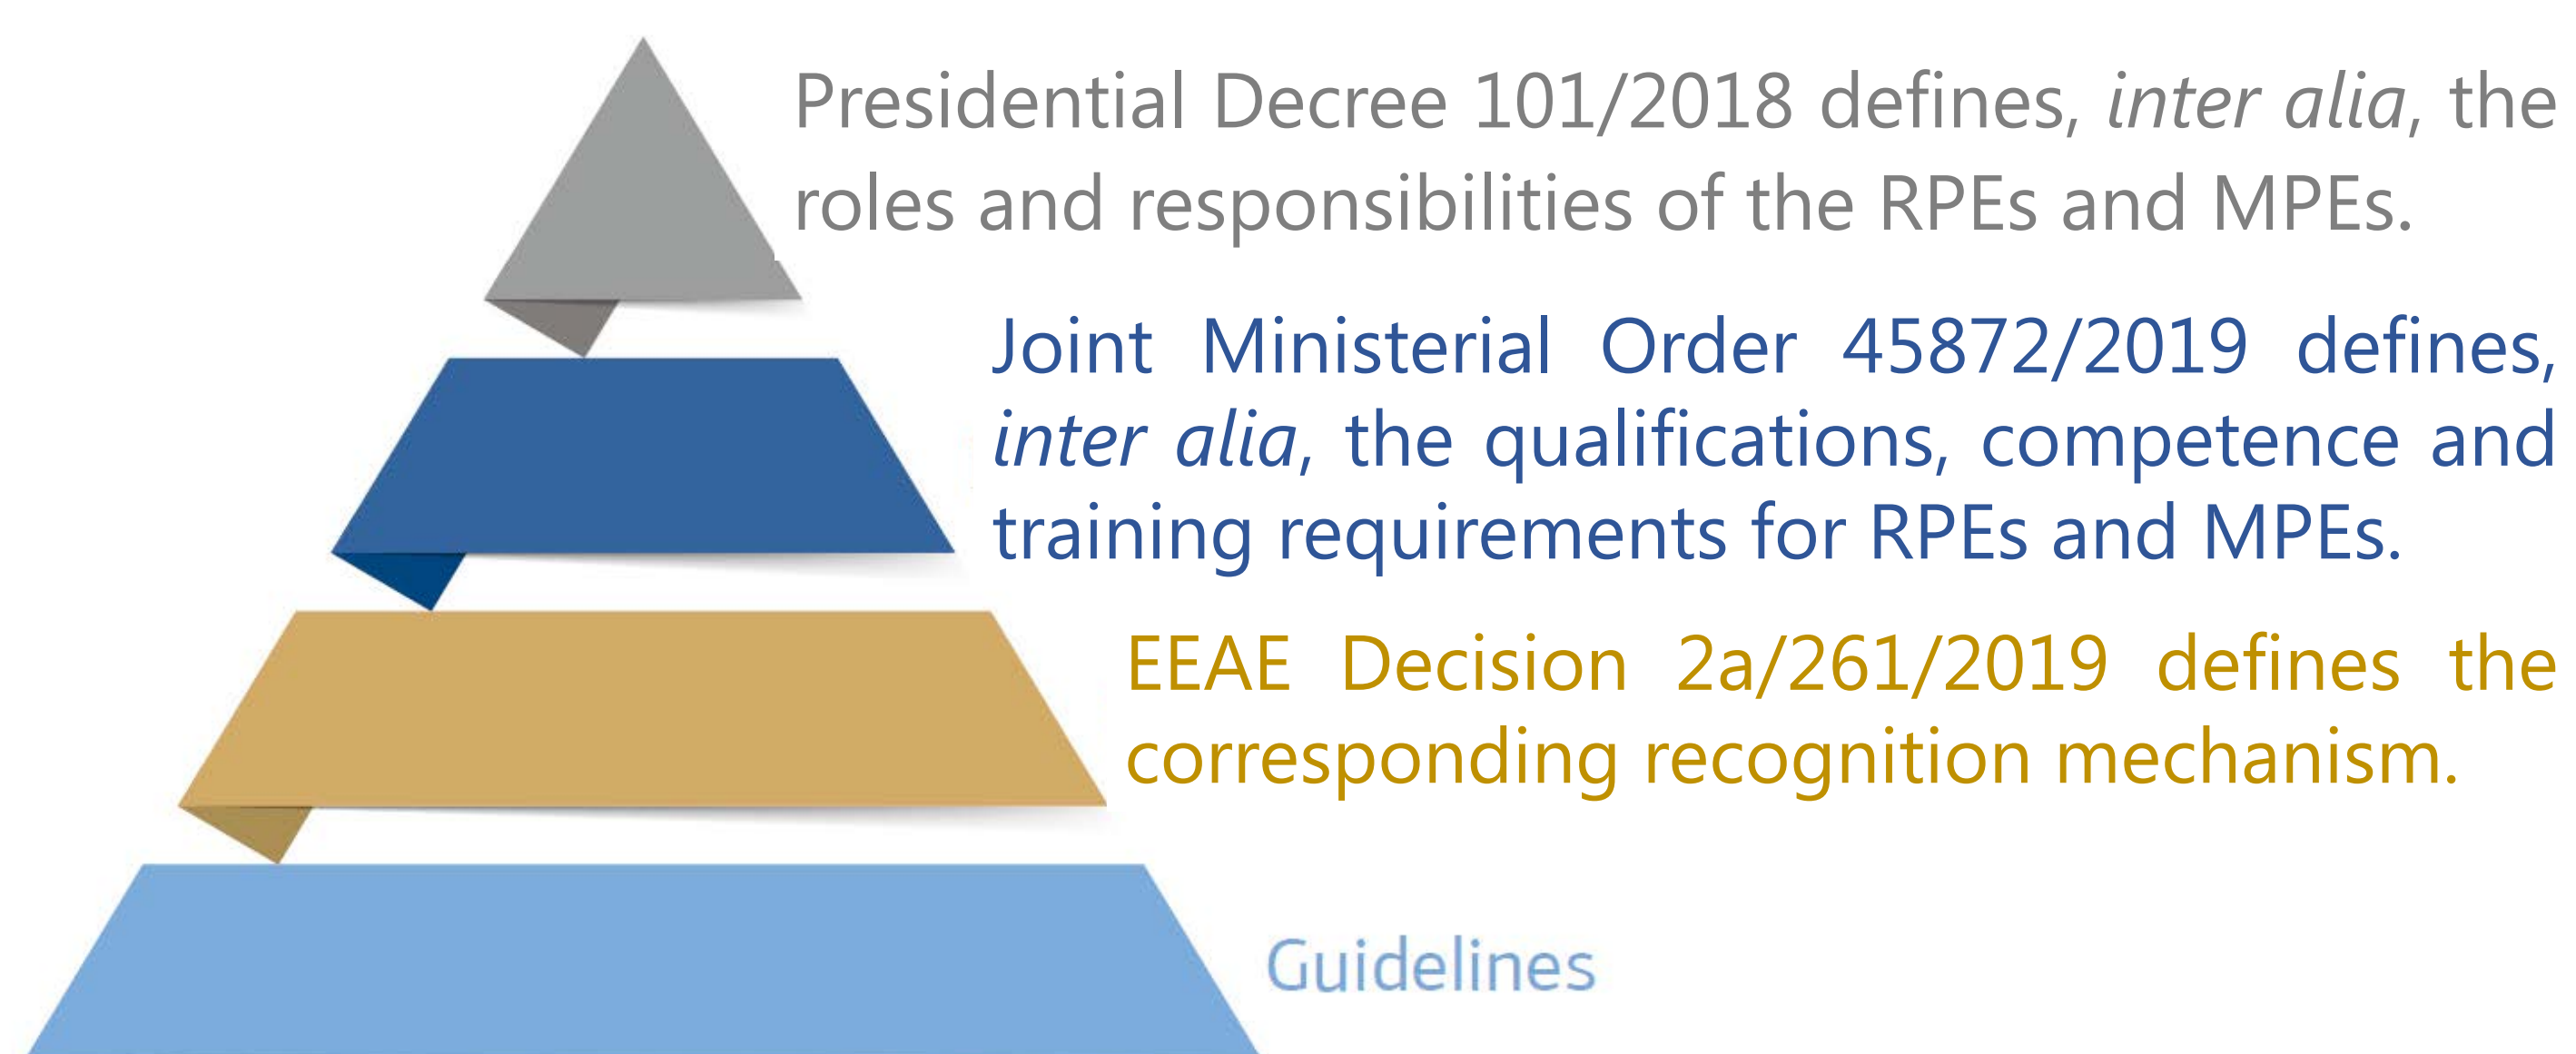 Presidential Decree 101/2018 defines, inter alia, the
roles and responsibilities of the RPEs and MPEs.
Joint Ministerial Order 45872/2019 defines,
inter alia, the qualifications, competence and
training requirements for RPEs and MPEs.
EEAE Decision 2a/261/2019 defines the
corresponding recognition mechanism.
Guidelines